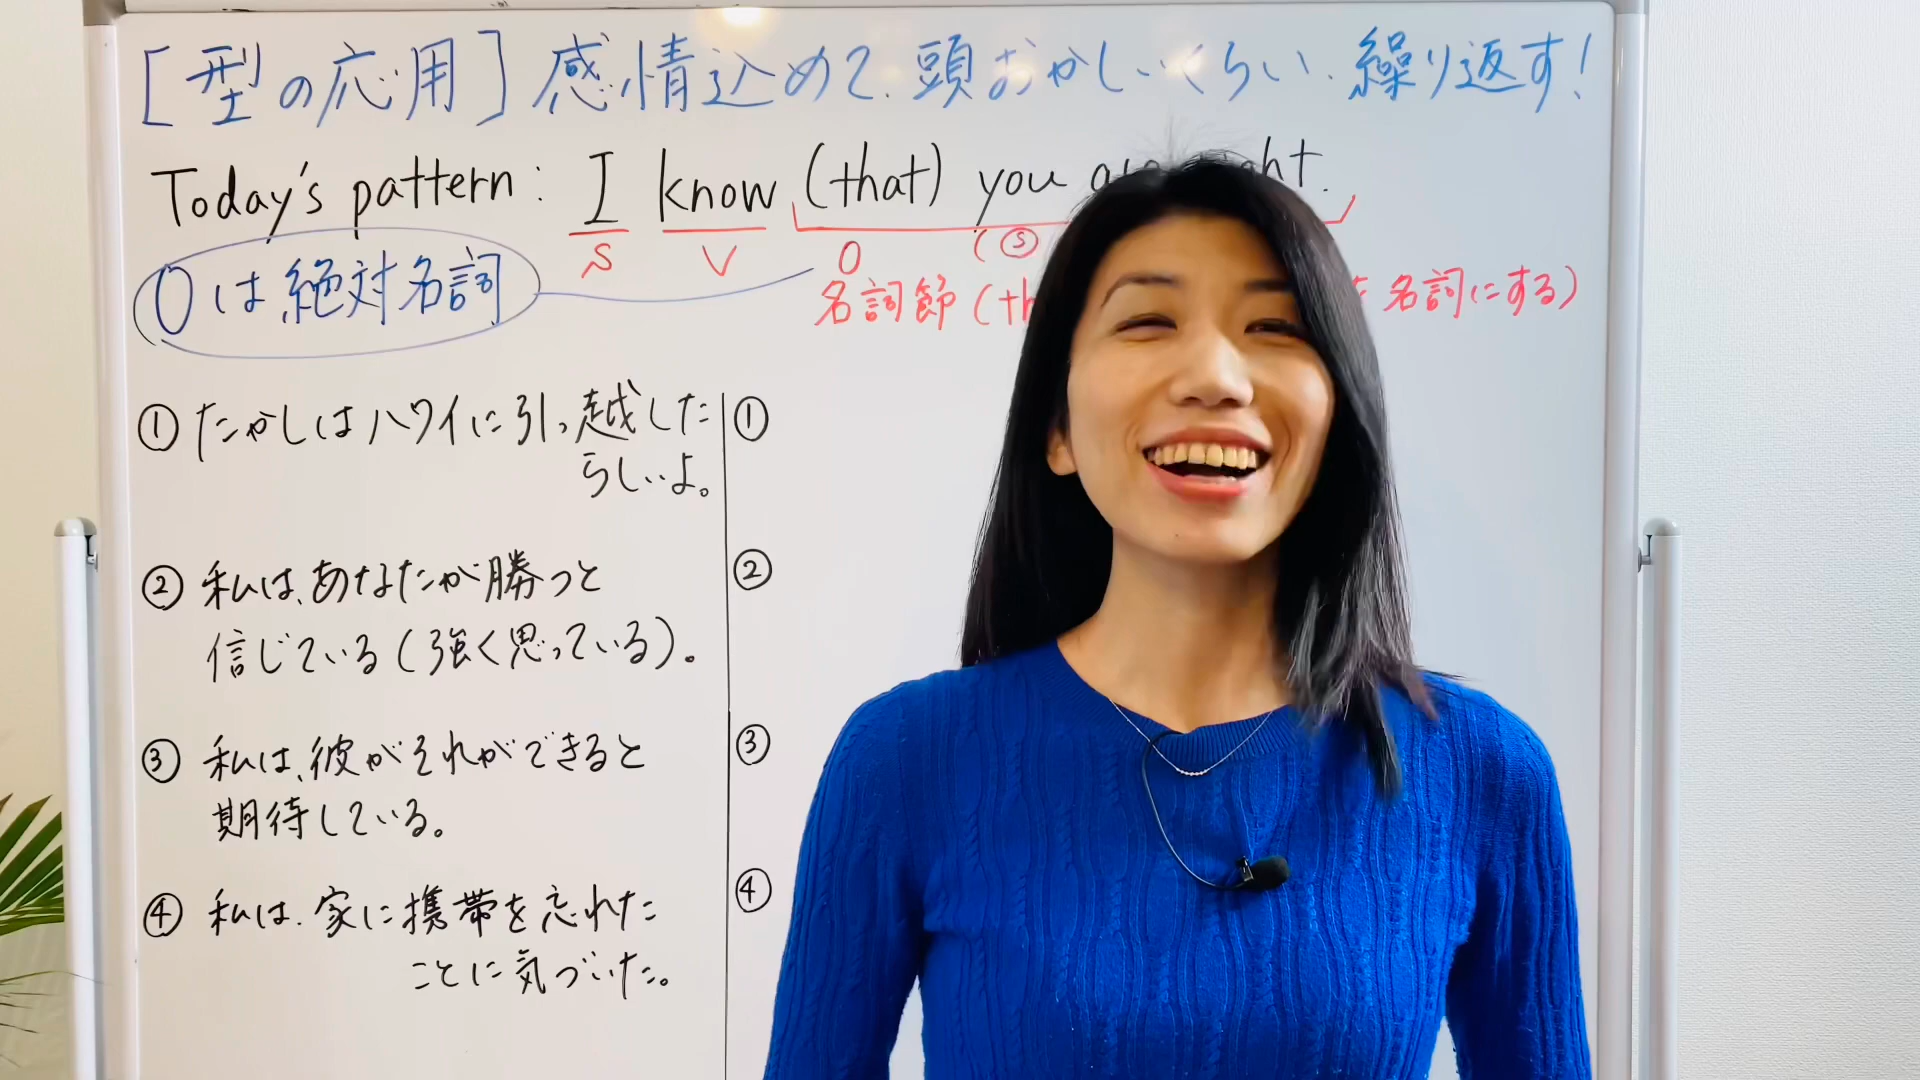 [型の応用] 感情込めて、頭おかしいくらい、繰り返す!
Today's pattern: I know (that) you right.
S V O (S)
Oは絶対名詞
名詞節 (th 名詞にする)
① たかしはハワイに引っ越した
らしいよ。
② 私は、あなたが勝つと
信じている(強く思っている)。
③ 私は、彼がそれができると
期待している。
④ 私は、家に携帯を忘れた
ことに気づいた。
①
②
③
④